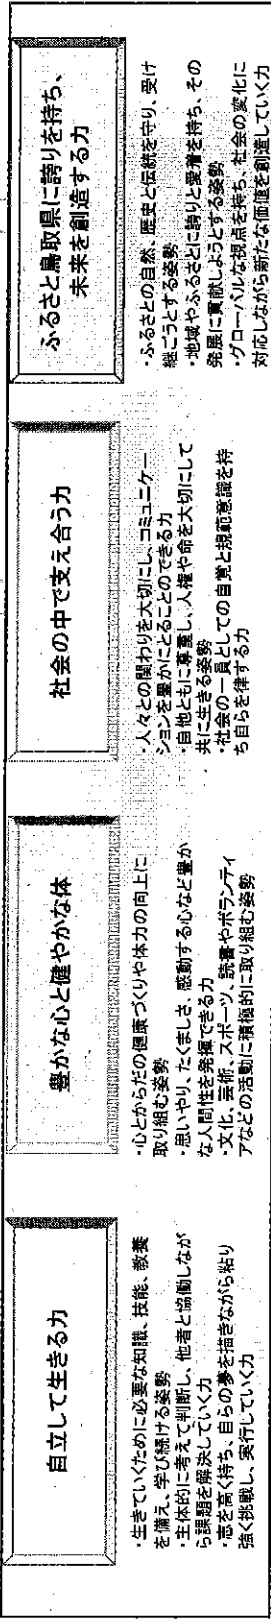 自立して生きる力
・生きていくために必要な知識、技能、教養
を備え、学び続ける姿勢
・主体的に考えて判断し、他者と協働しなが
ら課題を解決していく力
・志を高く持ち、自らの夢を描きながら粘り
強く挑戦し、実行していく力
豊かな心と健やかな体
・心とからだの健康づくりや体力の向上に
取り組む姿勢
・思いやり、たくましさ、感動する心など豊か
な人間性を発揮できる力
・文化、芸術、スポーツ、読書やボランティ
アなどの活動に積極的に取り組む姿勢
社会の中で支え合う力
・人々との関わりを大切にし、コミュニケー
ションを豊かにとることのできる力
・自他ともに尊重し、人権や命を大切にして
共に生きる姿勢
・社会の一員としての自覚と規範意識を持
ち自らを律する力
ふるさと鳥取県に誇りを持ち、
未来を創造する力
・ふるさとの自然、歴史と伝統を守り、受け
継ごうとする姿勢
・地域やふるさとに誇りと愛着を持ち、その
発展に貢献しようとする姿勢
・グローバルな視点を持ち、社会の変化に
対応しながら新たな価値を創造していく力